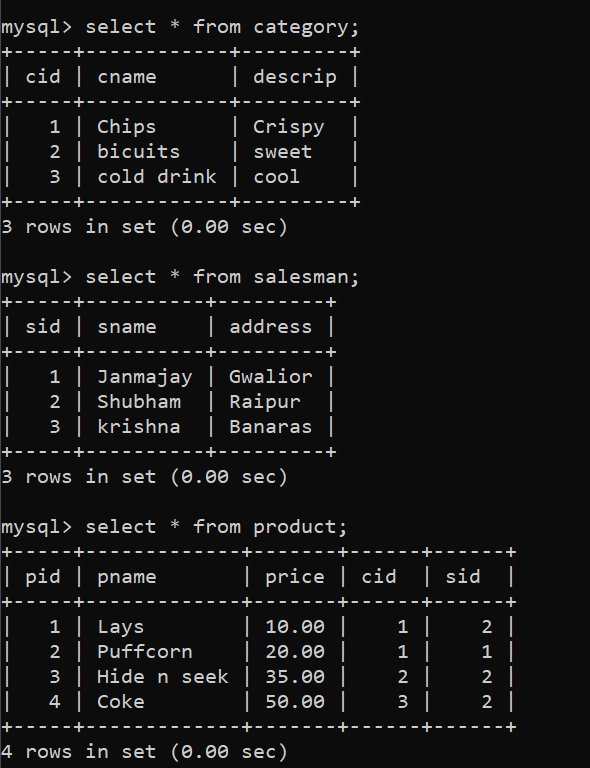 mysql> select * from category;
+-----+------------+---------+
| cid | cname      | descrip |
+-----+------------+---------+
|   1 | Chips      | Crispy  |
|   2 | bicuits    | sweet   |
|   3 | cold drink | cool    |
+-----+------------+---------+
3 rows in set (0.00 sec)

mysql> select * from salesman;
+-----+----------+---------+
| sid | sname    | address |
+-----+----------+---------+
|   1 | Janmajay | Gwalior |
|   2 | Shubham  | Raipur  |
|   3 | krishna  | Banaras |
+-----+----------+---------+
3 rows in set (0.00 sec)

mysql> select * from product;
+-----+-------------+-------+------+------+
| pid | pname       | price | cid  | sid  |
+-----+-------------+-------+------+------+
|   1 | Lays        | 10.00 |    1 |    2 |
|   2 | Puffcorn    | 20.00 |    1 |    1 |
|   3 | Hide n seek | 35.00 |    2 |    2 |
|   4 | Coke        | 50.00 |    3 |    2 |
+-----+-------------+-------+------+------+
4 rows in set (0.00 sec)